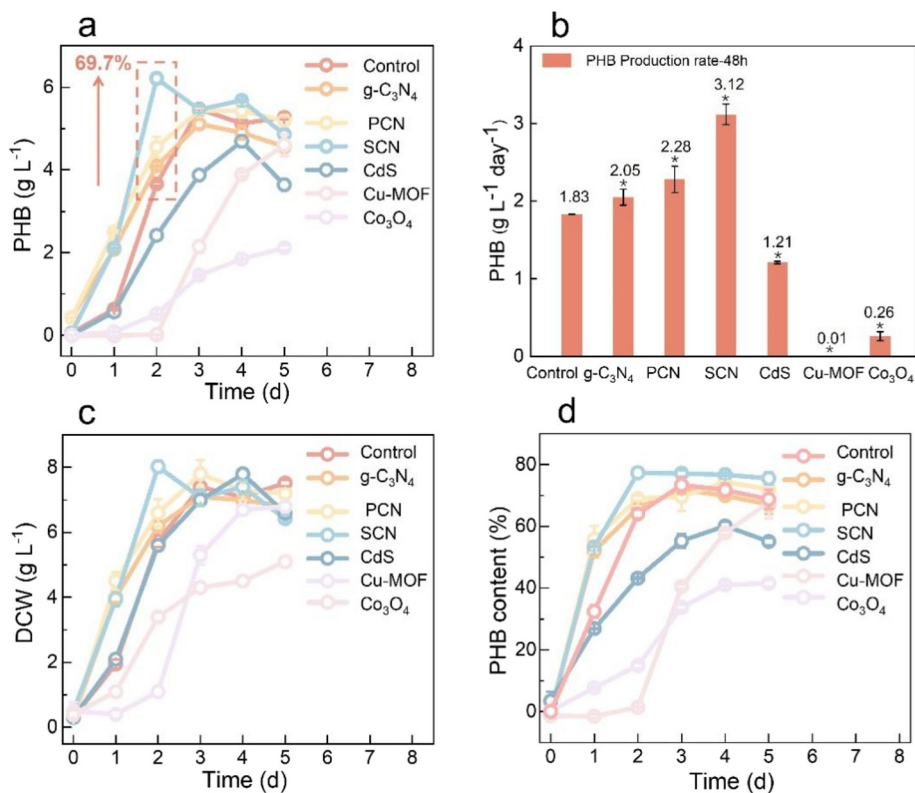 a
69.7%
PHB (g L⁻¹)
6
4
2
0
0 1 2 3 4 5 6 7 8
Time (d)
Control
g-C₃N₄
PCN
SCN
CdS
Cu-MOF
Co₃O₄
b
PHB Production rate-48h
PHB (g L⁻¹ day⁻¹)
4
3
2
1
0
1.83
2.05
*
2.28
*
3.12
*
1.21
*
0.01
*
0.26
*
Control g-C₃N₄ PCN SCN CdS Cu-MOF Co₃O₄
c
DCW (g L⁻¹)
8
6
4
2
0
0 1 2 3 4 5 6 7 8
Time (d)
Control
g-C₃N₄
PCN
SCN
CdS
Cu-MOF
Co₃O₄
d
PHB content (%)
100
80
60
40
20
0
0 1 2 3 4 5 6 7 8
Time (d)
Control
g-C₃N₄
PCN
SCN
CdS
Cu-MOF
Co₃O₄